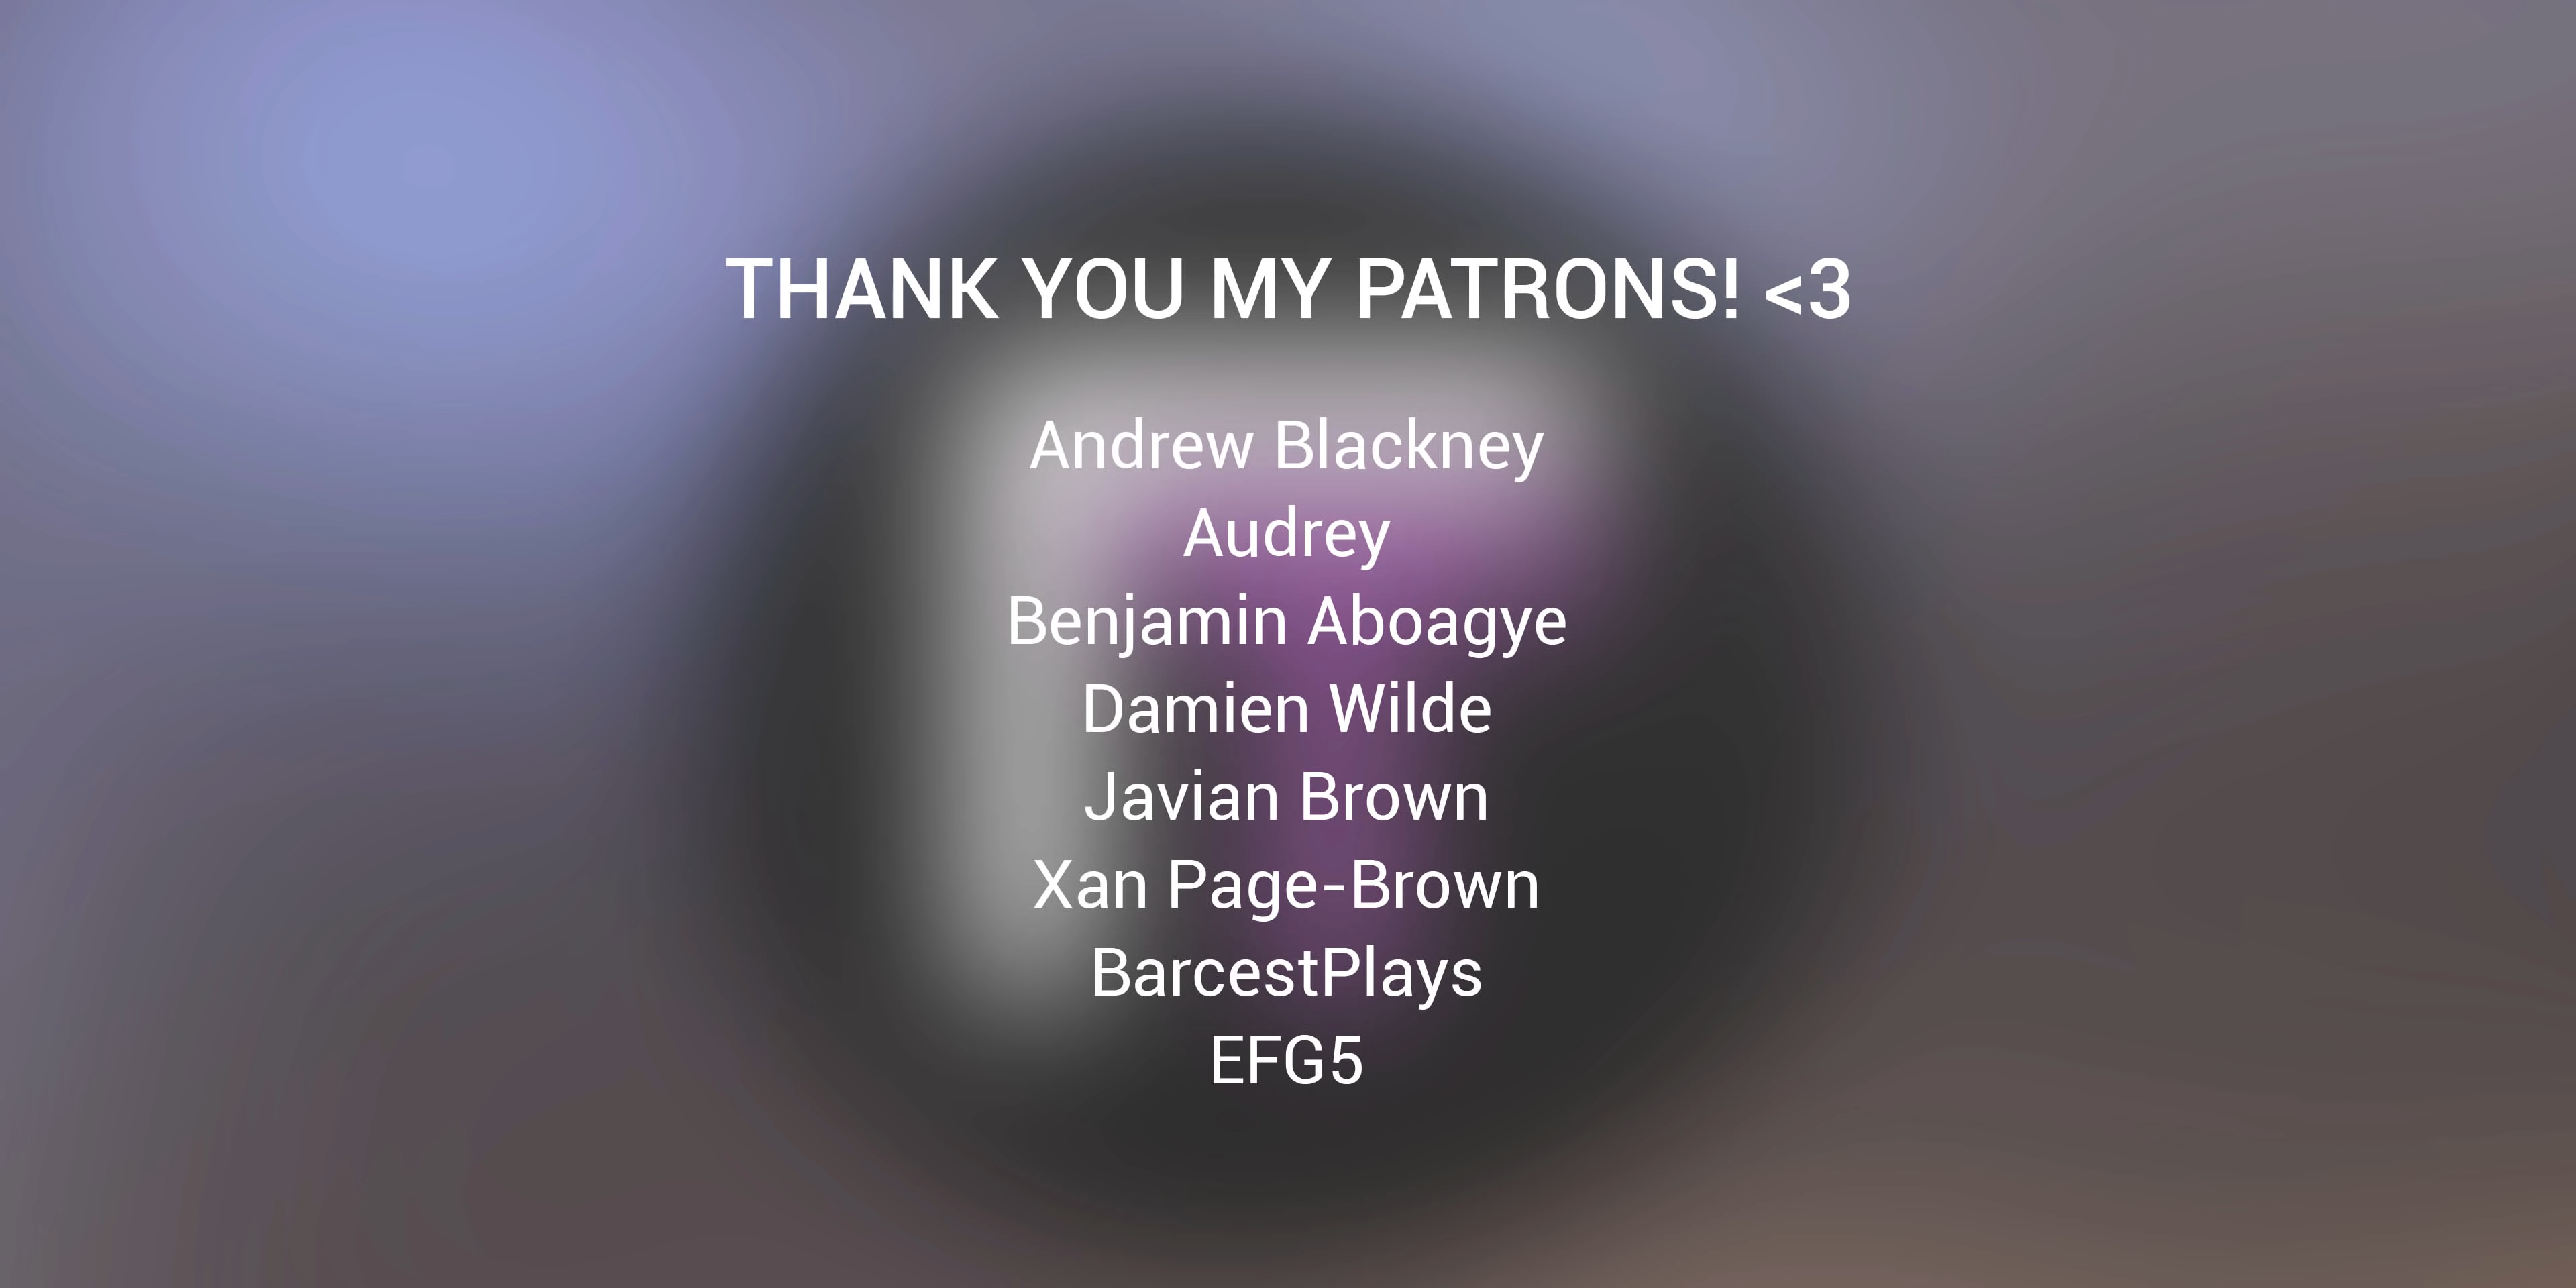 THANK YOU MY PATRONS! <3
Andrew Blackney
Audrey
Benjamin Aboagye
Damien Wilde
Javian Brown
Xan Page-Brown
BarcestPlays
EFG5